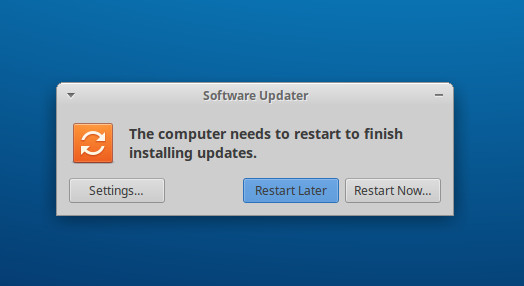 Software Updater
The computer needs to restart to finish
installing updates.
Settings...
Restart Later
Restart Now...